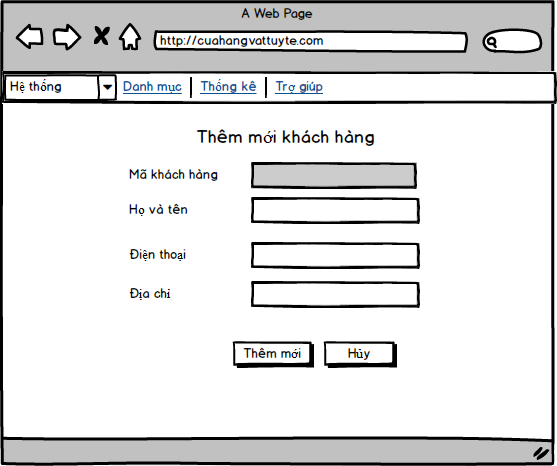 A Web Page
http://cuahangvattuyte.com
Hệ thống Danh mục Thống kê Trợ giúp
Thêm mới khách hàng
Mã khách hàng
Họ và tên
Điện thoại
Địa chỉ
Thêm mới Hủy